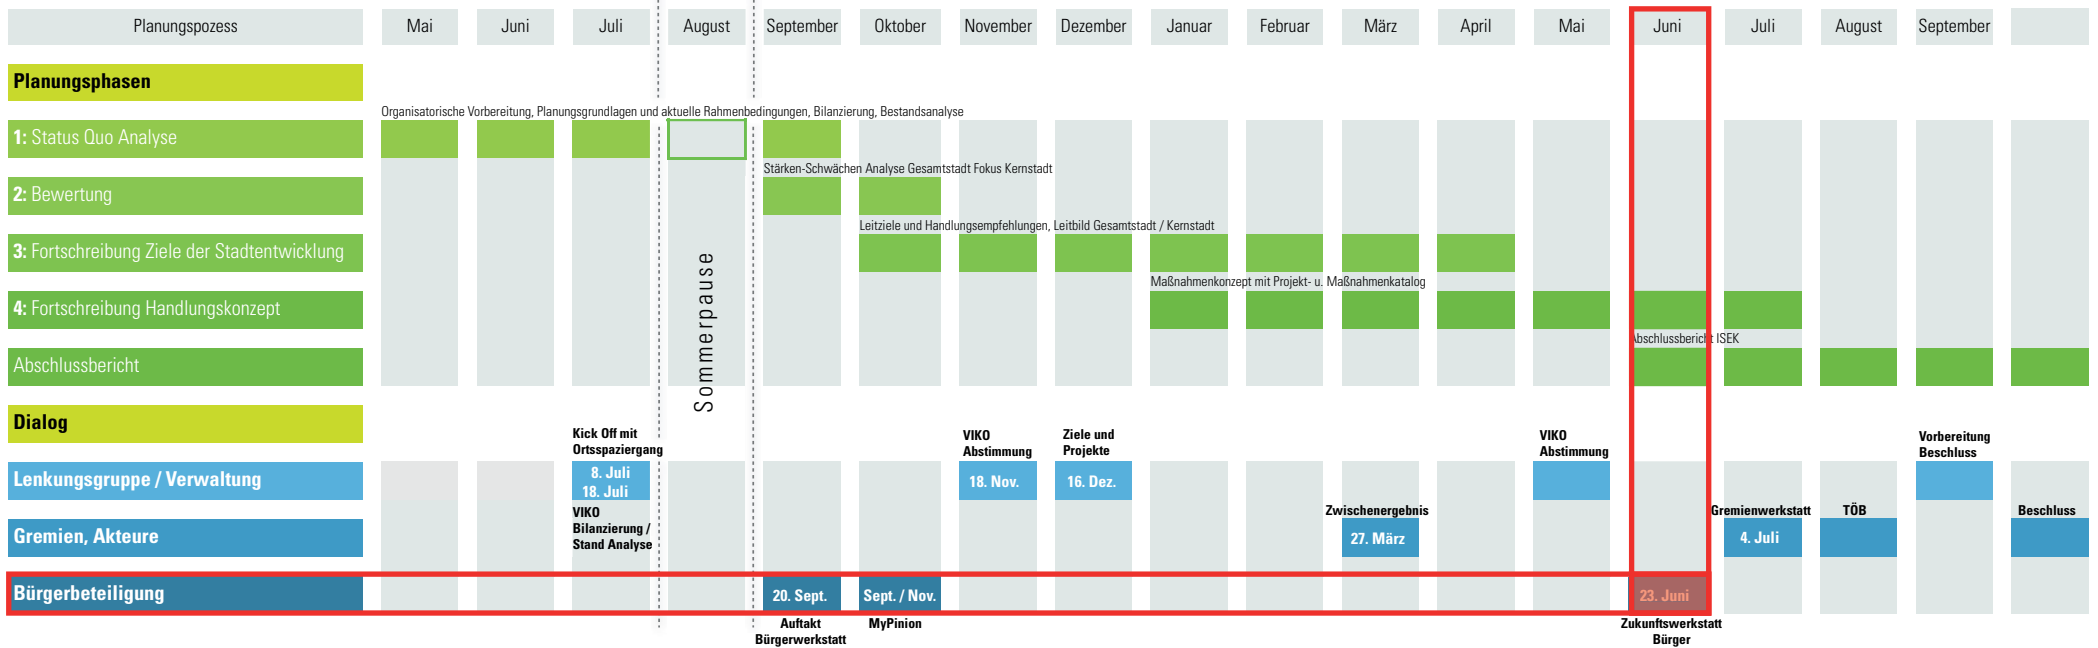 Planungspozess Mai Juni Juli August September Oktober November Dezember Januar Februar März April Mai Juni Juli August September
Planungsphasen
Organisatorische Vorbereitung, Planungsgrundlagen und aktuelle Rahmenbedingungen, Bilanzierung, Bestandsanalyse
1: Status Quo Analyse
Stärken-Schwächen Analyse Gesamtstadt Fokus Kernstadt
2: Bewertung
Leitziele und Handlungsempfehlungen, Leitbild Gesamtstadt / Kernstadt
3: Fortschreibung Ziele der Stadtentwicklung
Maßnahmenkonzept mit Projekt- u. Maßnahmenkatalog
4: Fortschreibung Handlungskonzept
Abschlussbericht ISEK
Abschlussbericht
Sommerpause
Dialog
Kick Off mit
Ortsspaziergang
VIKO
Abstimmung
Ziele und
Projekte
VIKO
Abstimmung
Vorbereitung
Beschluss
Lenkungsgruppe / Verwaltung
8. Juli
18. Juli
18. Nov.
16. Dez.
VIKO
Bilanzierung /
Stand Analyse
Zwischenergebnis
Gremienwerkstatt
TÖB
Beschluss
Gremien, Akteure
27. März
4. Juli
Bürgerbeteiligung
20. Sept.
Sept. / Nov.
23. Juni
Auftakt
Bürgerwerkstatt
MyPinion
Zukunftswerkstatt
Bürger